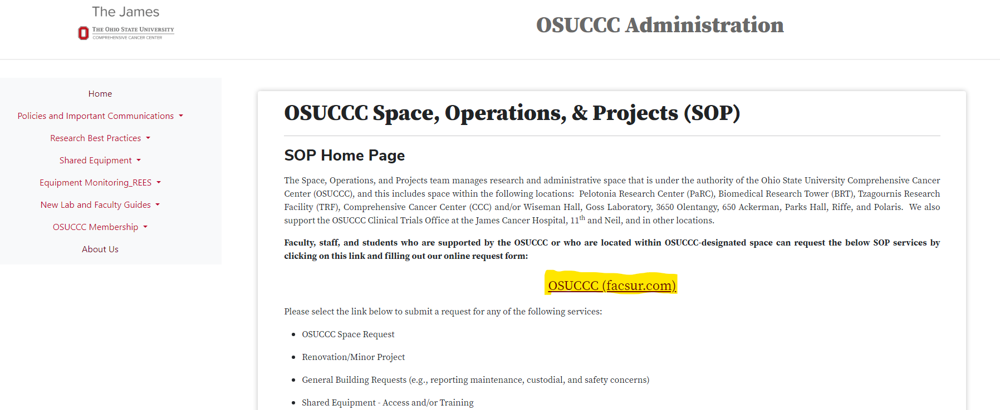 The James
THE OHIO STATE UNIVERSITY
COMPREHENSIVE CANCER CENTER
OSUCCC Administration
Home
Policies and Important Communications
Research Best Practices
Shared Equipment
Equipment Monitoring_REES
New Lab and Faculty Guides
OSUCCC Membership
About Us
OSUCCC Space, Operations, & Projects (SOP)
SOP Home Page
The Space, Operations, and Projects team manages research and administrative space that is under the authority of the Ohio State University Comprehensive Cancer
Center (OSUCCC), and this includes space within the following locations: Pelotonia Research Center (PaRC), Biomedical Research Tower (BRT), Tzagournis Research
Facility (TRF), Comprehensive Cancer Center (CCC) and/or Wiseman Hall, Goss Laboratory, 3650 Olentangy, 650 Ackerman, Parks Hall, Riffe, and Polaris. We also
support the OSUCCC Clinical Trials Office at the James Cancer Hospital, 11th and Neil, and in other locations.
Faculty, staff, and students who are supported by the OSUCCC or who are located within OSUCCC-designated space can request the below SOP services by
clicking on this link and filling out our online request form:
OSUCCC (facsur.com)
Please select the link below to submit a request for any of the following services:
• OSUCCC Space Request
• Renovation/Minor Project
• General Building Requests (e.g., reporting maintenance, custodial, and safety concerns)
• Shared Equipment - Access and/or Training